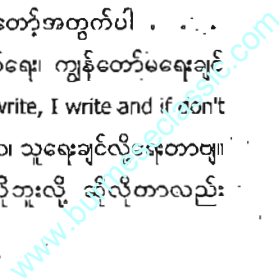 တော့်အတွက်ပါ
ရေး၊ ကျွန်တော်မရေးချင်
write, I write and if don't
သူရေးချင်လို့ရေးတာဗျ။
ဘူးလို့ ဆိုလိုတာလည်း
www.burmeseclassic.com